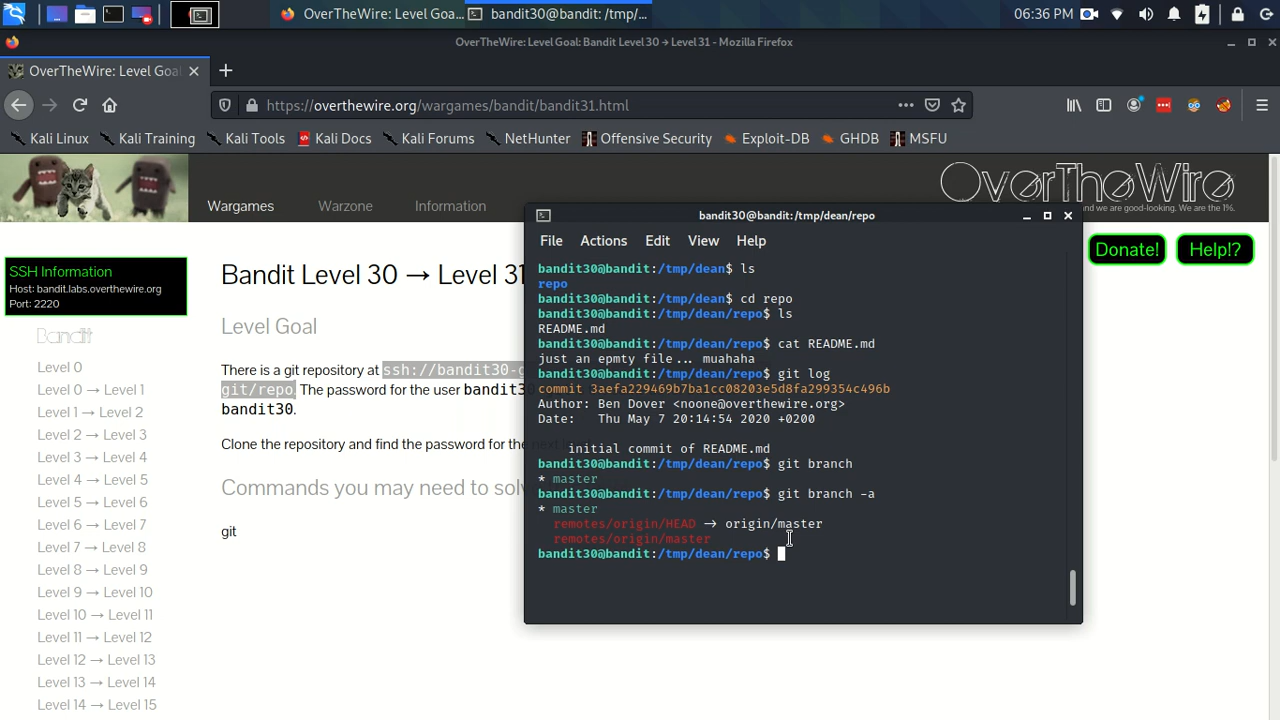 OverTheWire: Level Goa...
bandit30@bandit: /tmp/...
06:36 PM
OverTheWire: Level Goal: Bandit Level 30 → Level 31 - Mozilla Firefox
OverTheWire: Level Goal:
https://overthewire.org/wargames/bandit/bandit31.html
Kali Linux
Kali Training
Kali Tools
Kali Docs
Kali Forums
NetHunter
Offensive Security
Exploit-DB
GHDB
MSFU
OverTheWire
Wargames
Warzone
Information
and we are good-looking. We are the 1%.
Donate!
Help!?
SSH Information
Host: bandit.labs.overthewire.org
Port: 2220
Bandit
Level 0
Level 0 → Level 1
Level 1 → Level 2
Level 2 → Level 3
Level 3 → Level 4
Level 4 → Level 5
Level 5 → Level 6
Level 6 → Level 7
Level 7 → Level 8
Level 8 → Level 9
Level 9 → Level 10
Level 10 → Level 11
Level 11 → Level 12
Level 12 → Level 13
Level 13 → Level 14
Level 14 → Level 15
Bandit Level 30 → Level 31
Level Goal
There is a git repository at ssh://bandit30-g
git/repo. The password for the user bandit3
bandit30.
Clone the repository and find the password for the
Commands you may need to sol
git
bandit30@bandit:/tmp/dean/repo
File Actions Edit View Help
bandit30@bandit:/tmp/dean$ ls
repo
bandit30@bandit:/tmp/dean$ cd repo
bandit30@bandit:/tmp/dean/repo$ ls
README.md
bandit30@bandit:/tmp/dean/repo$ cat README.md
just an epmty file... muahaha
bandit30@bandit:/tmp/dean/repo$ git log
commit 3aefa229469b7ba1cc08203e5d8fa299354c496b
Author: Ben Dover <noone@overthewire.org>
Date:   Thu May 7 20:14:54 2020 +0200
initial commit of README.md
bandit30@bandit:/tmp/dean/repo$ git branch
* master
bandit30@bandit:/tmp/dean/repo$ git branch -a
* master
remotes/origin/HEAD → origin/master
remotes/origin/master
bandit30@bandit:/tmp/dean/repo$